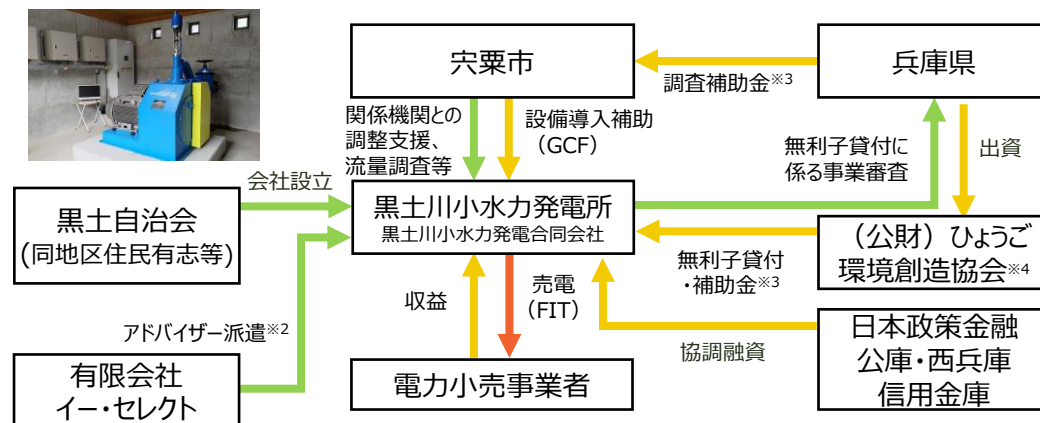 宍粟市
兵庫県
調査補助金※3
関係機関との
調整支援、
流量調査等
設備導入補助
（GCF）
無利子貸付に
係る事業審査
出資
会社設立
黒土自治会
(同地区住民有志等)
黒土川小水力発電所
黒土川小水力発電合同会社
（公財）ひょうご
環境創造協会※4
無利子貸付
・補助金※3
収益
売電
（FIT）
アドバイザー派遣※2
協調融資
日本政策金融
公庫・西兵庫
信用金庫
有限会社
イー・セレクト
電力小売事業者